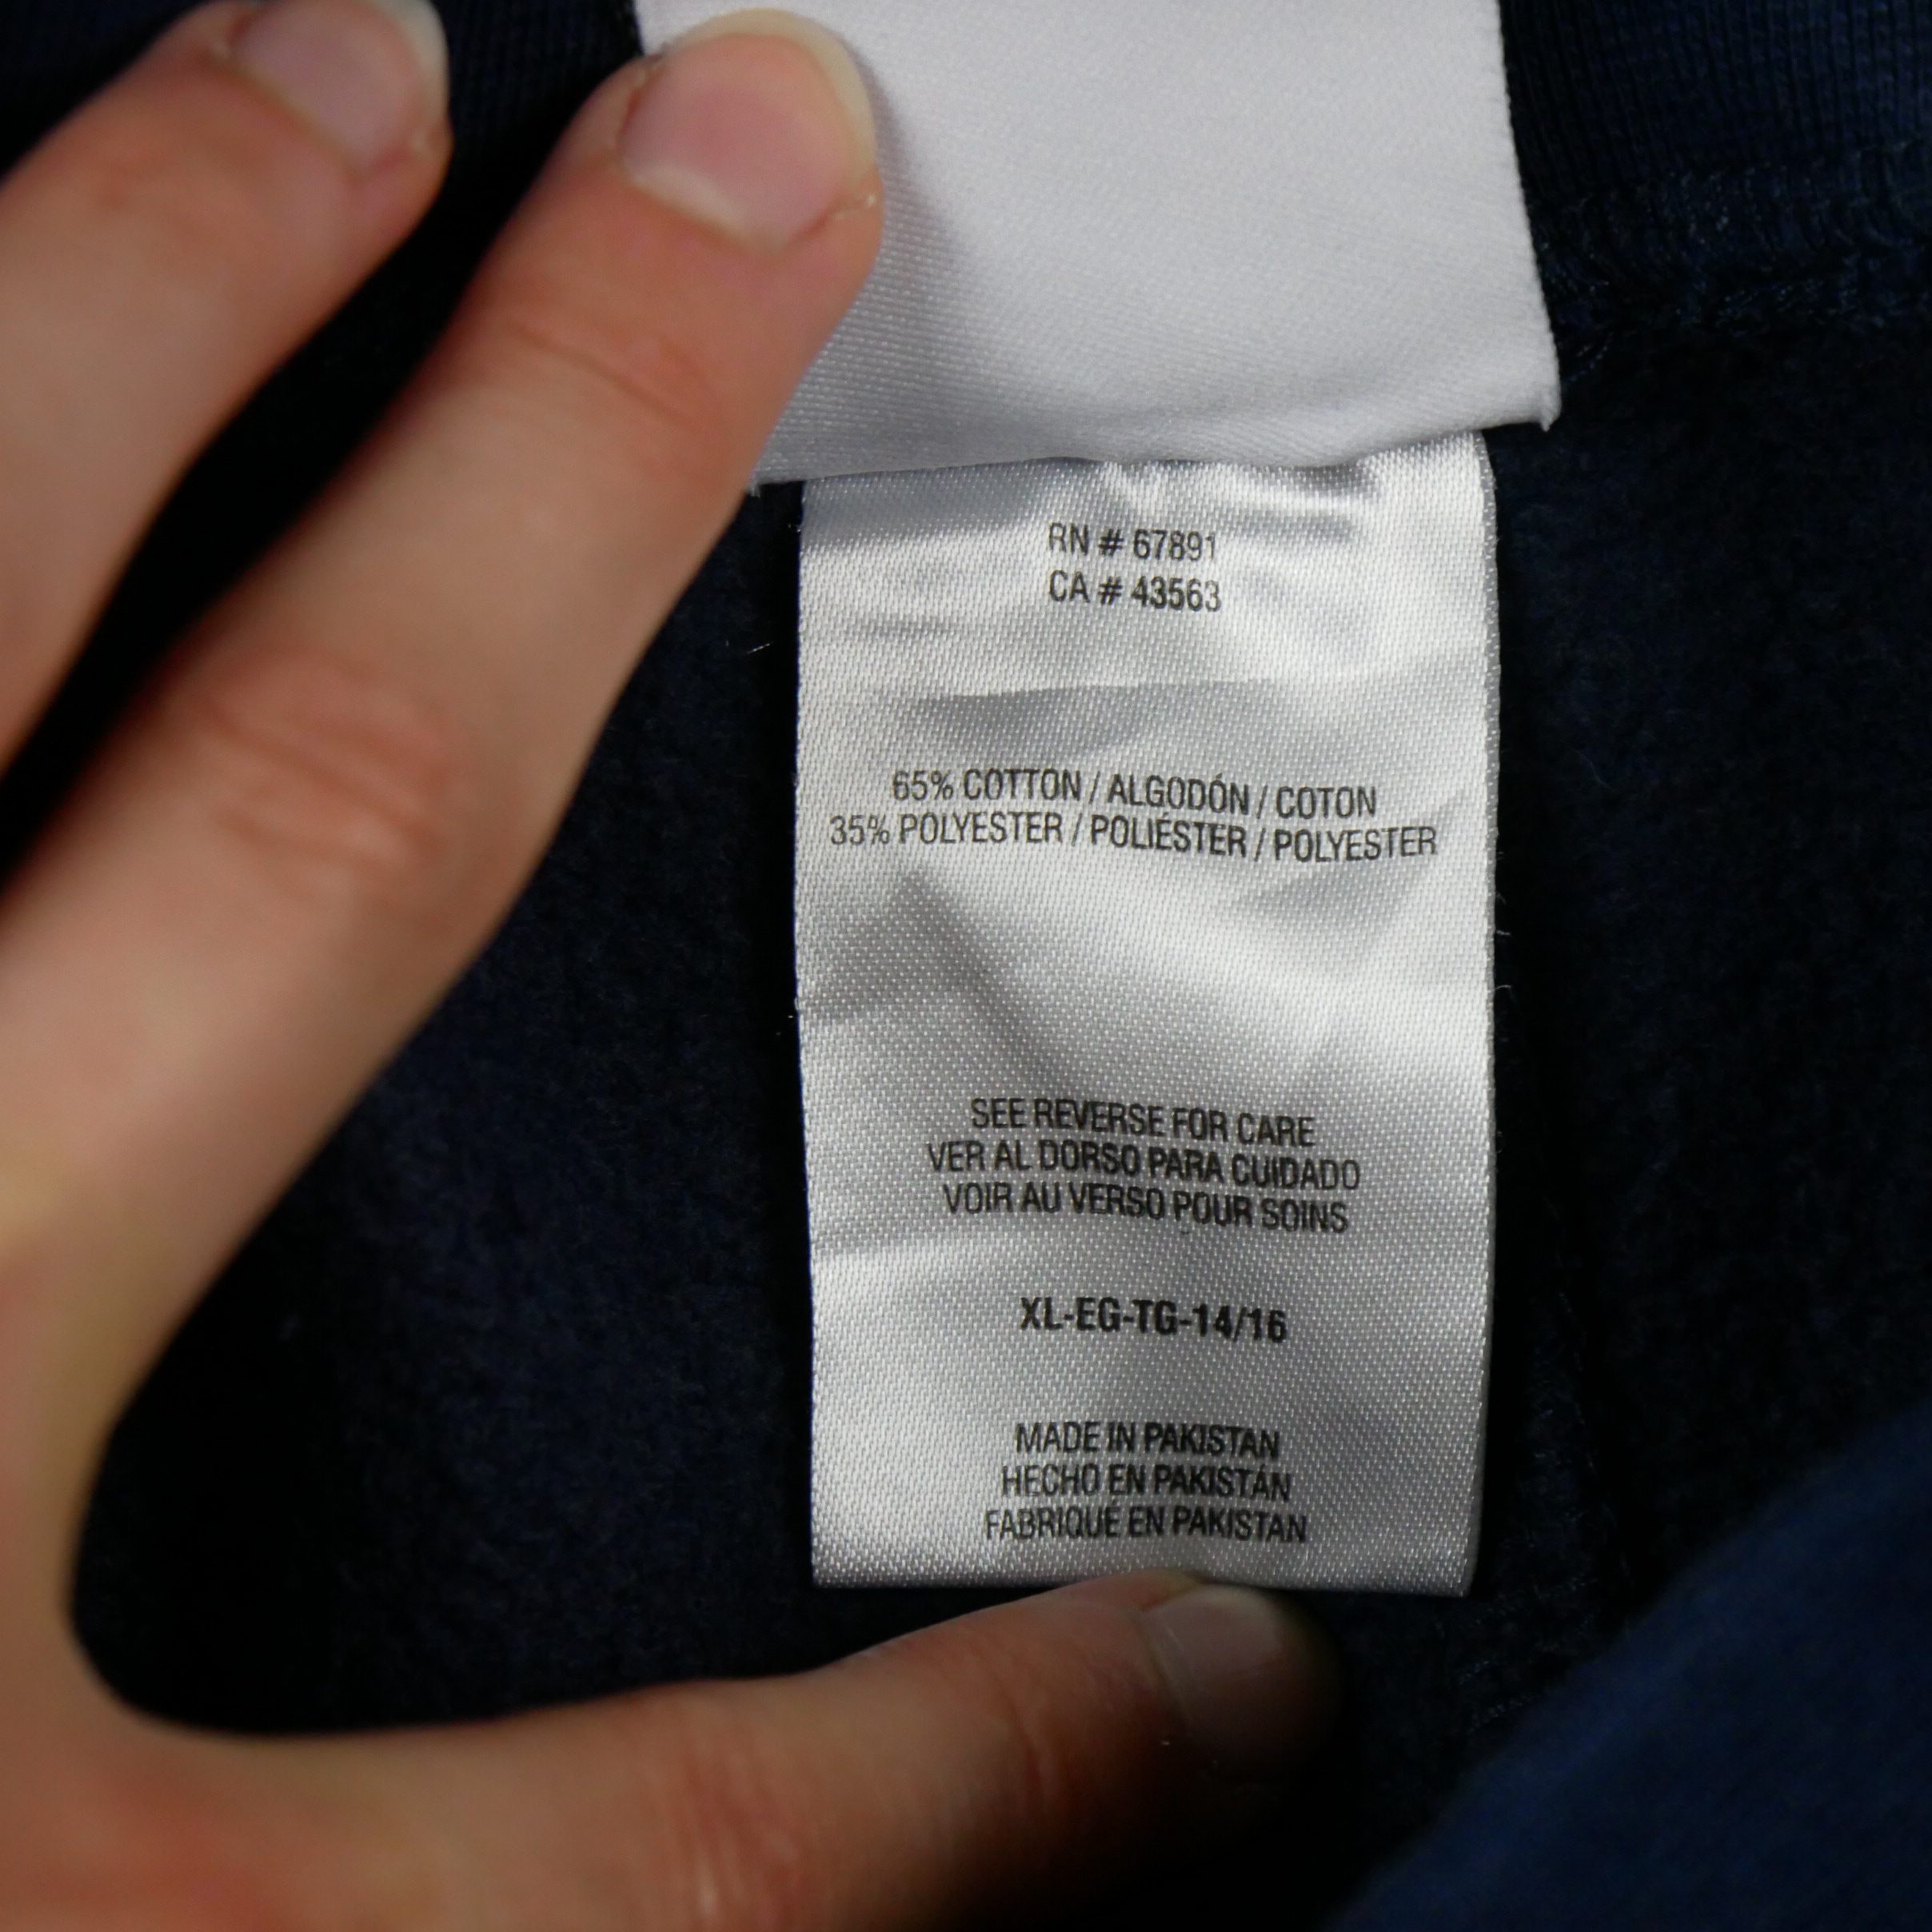 RN # 67891
CA # 43563
65% COTTON / ALGODÓN / COTON
35% POLYESTER / POLIÉSTER / POLYESTER
SEE REVERSE FOR CARE
VER AL DORSO PARA CUIDADO
VOIR AU VERSO POUR SOINS
XL-EG-TG-14/16
MADE IN PAKISTAN
HECHO EN PAKISTÁN
FABRIQUÉ EN PAKISTAN